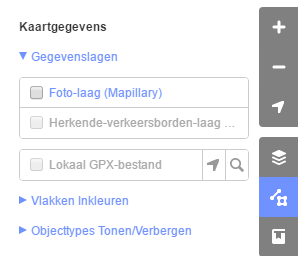 Kaartgegevens
Gegevenslagen
Foto-laag (Mapillary)
Herkende-verkeersborden-laag ...
Lokaal GPX-bestand
Vlakken Inkleuren
Objecttypes Tonen/Verbergen